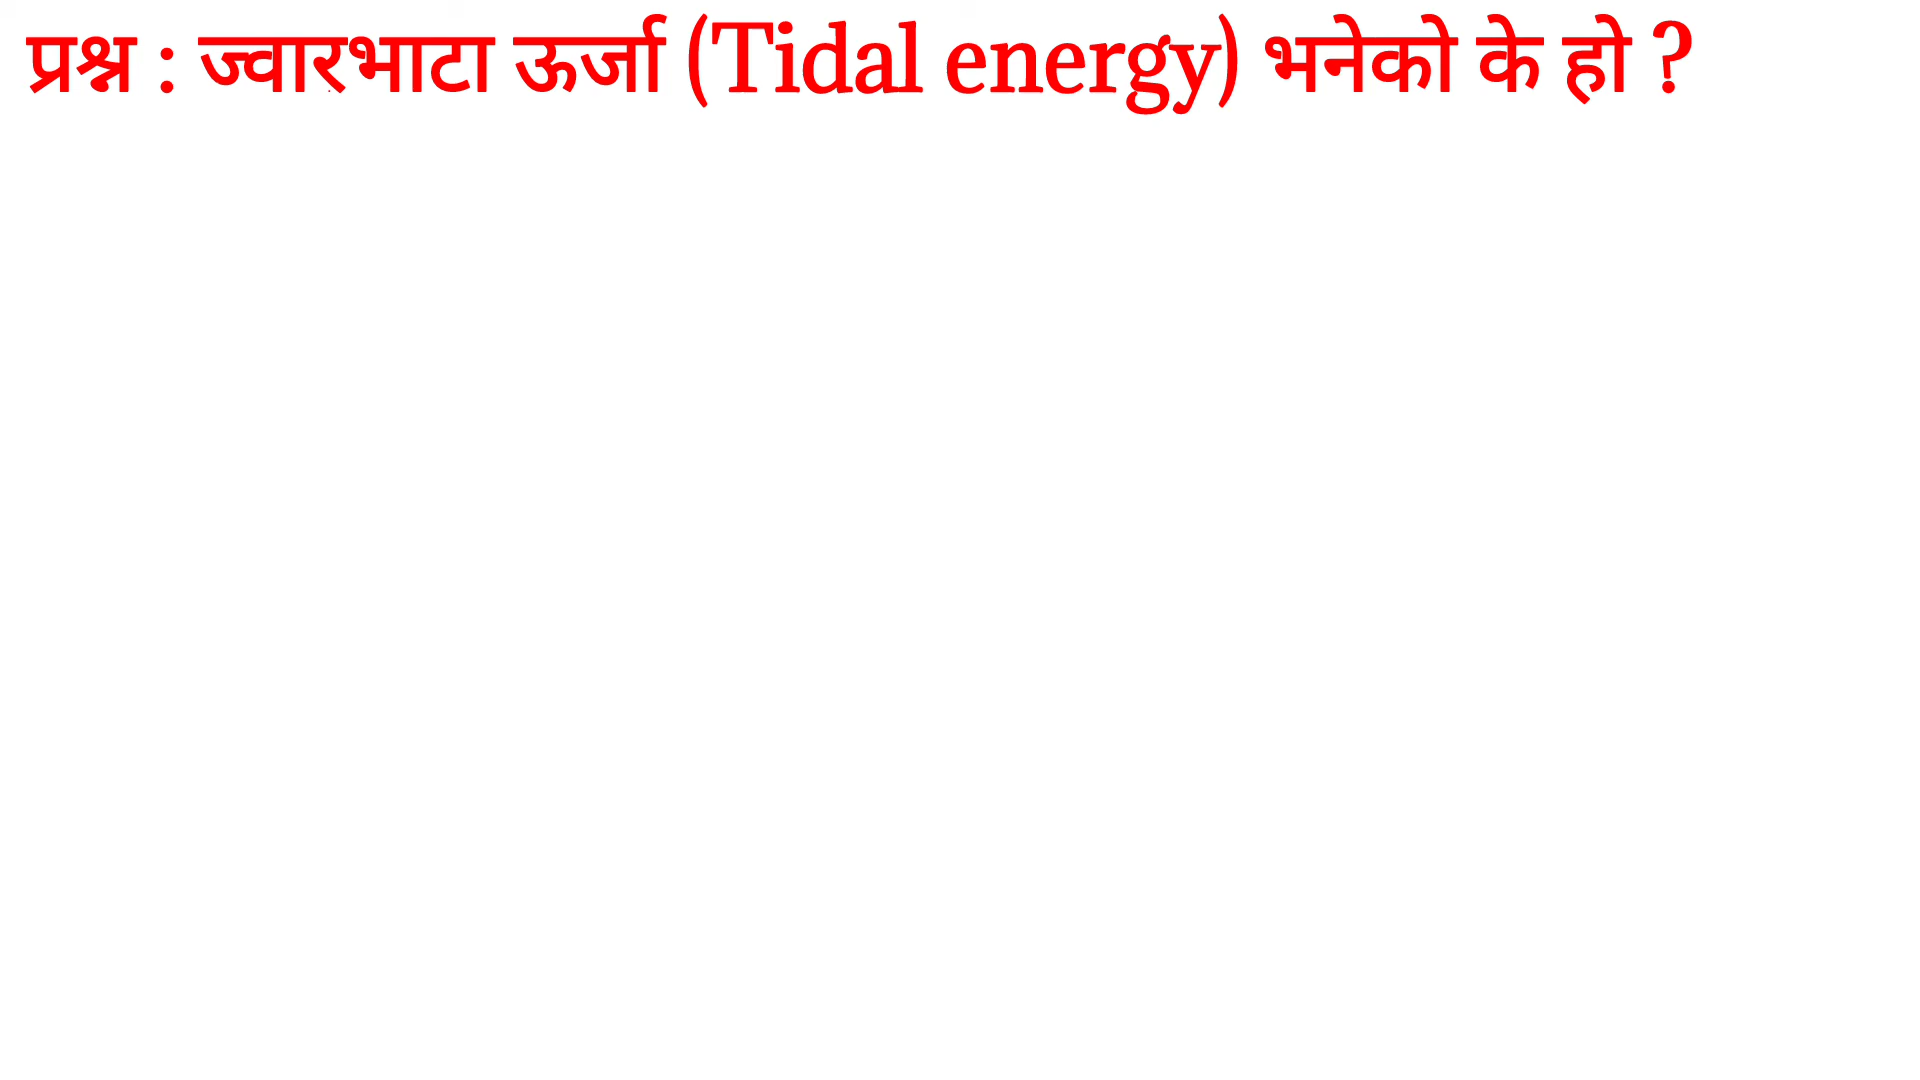 प्रश्न : ज्वारभाटा ऊर्जा (Tidal energy) भनेको के हो ?